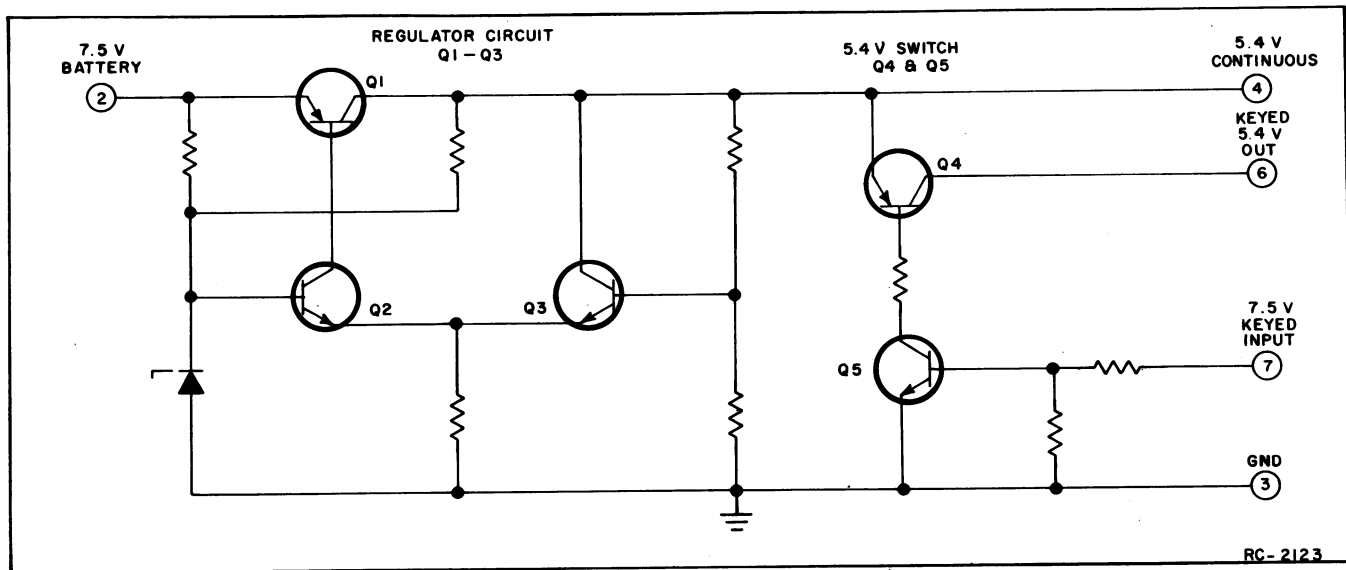 7.5 V
BATTERY
2
REGULATOR CIRCUIT
Q1-Q3
Q1
5.4 V SWITCH
Q4 & Q5
5.4 V
CONTINUOUS
4
KEYED
5.4 V
OUT
6
Q4
Q2
Q3
Q5
7.5 V
KEYED
INPUT
7
GND
3
RC-2123